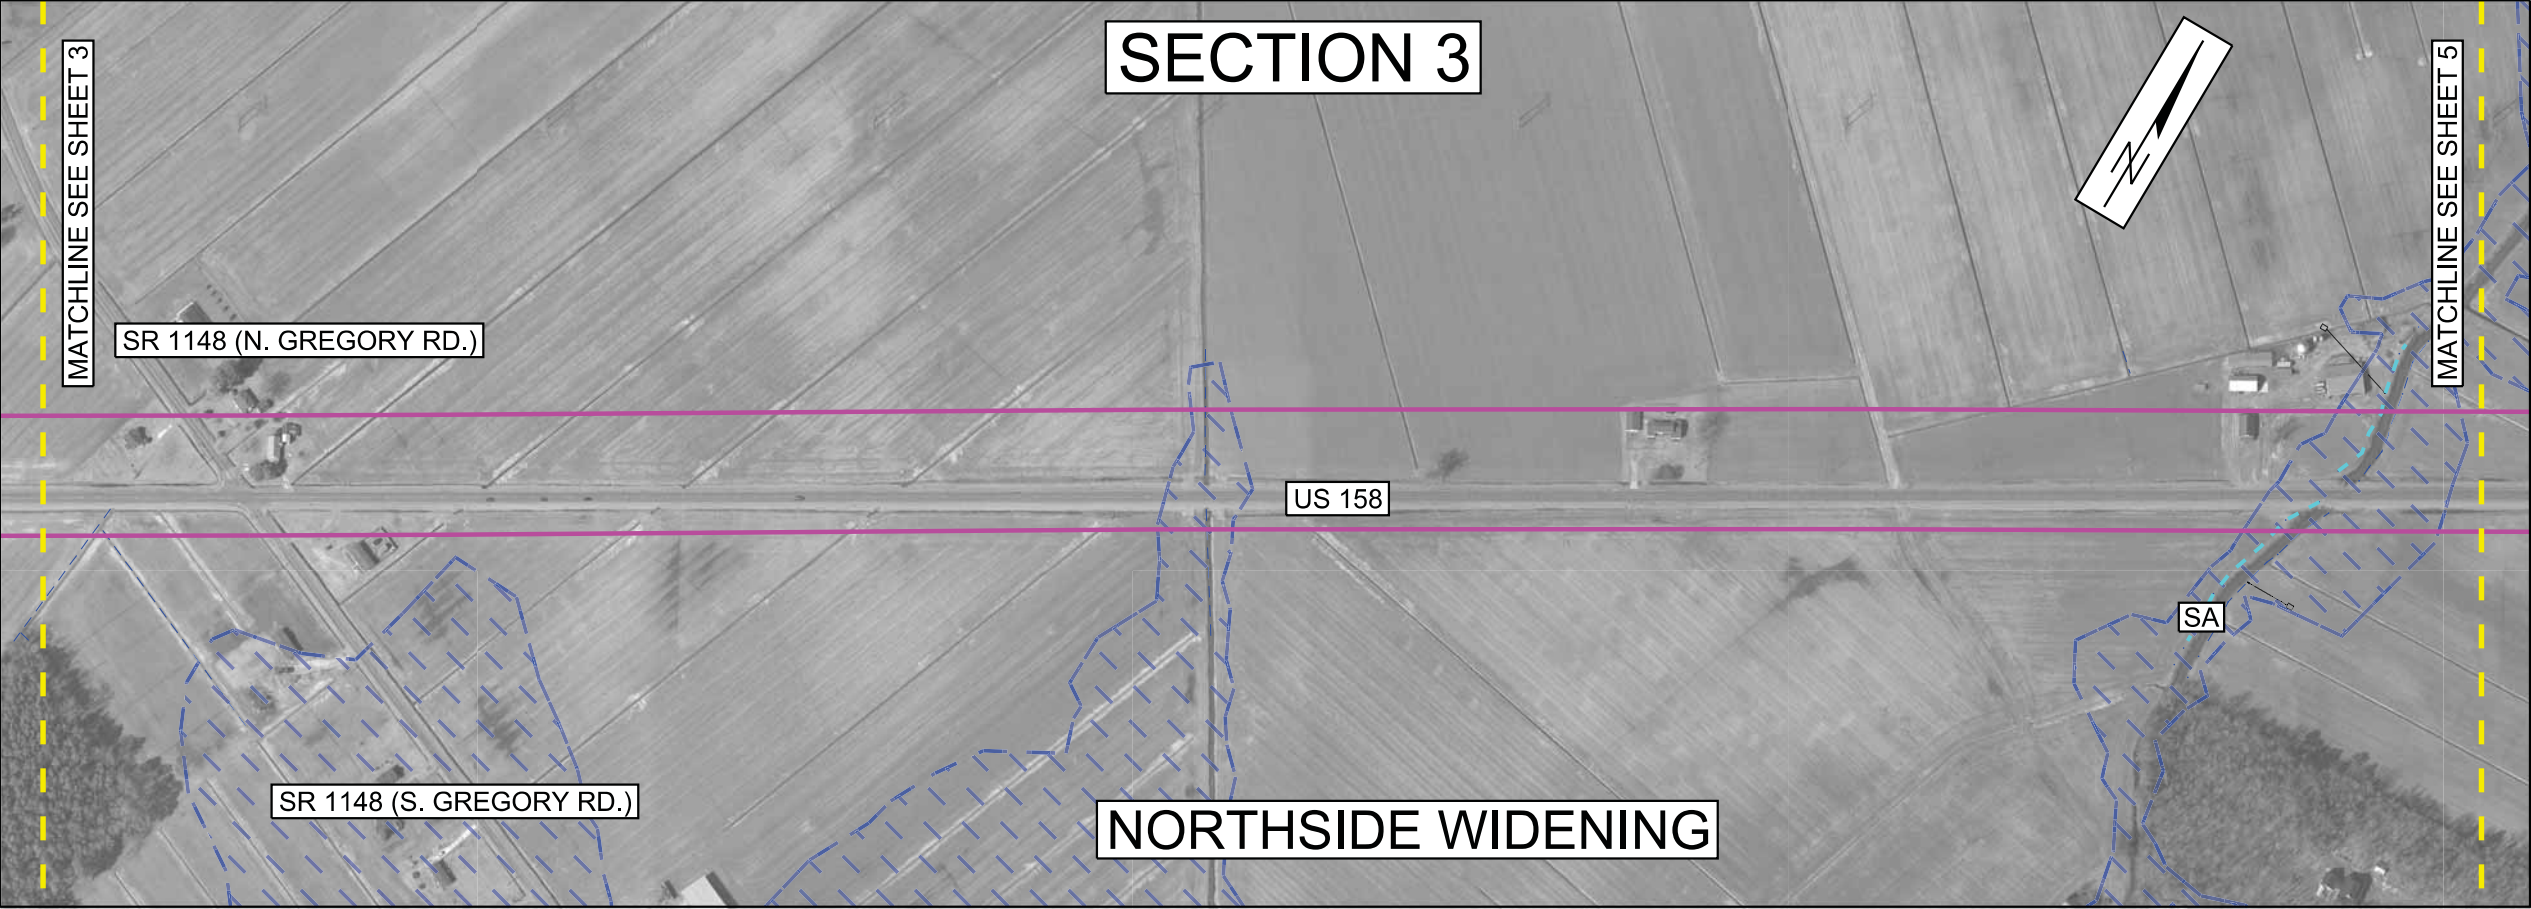 SECTION 3
MATCHLINE SEE SHEET 3
N
MATCHLINE SEE SHEET 5
SR 1148 (N. GREGORY RD.)
US 158
SA
SR 1148 (S. GREGORY RD.)
NORTHSIDE WIDENING